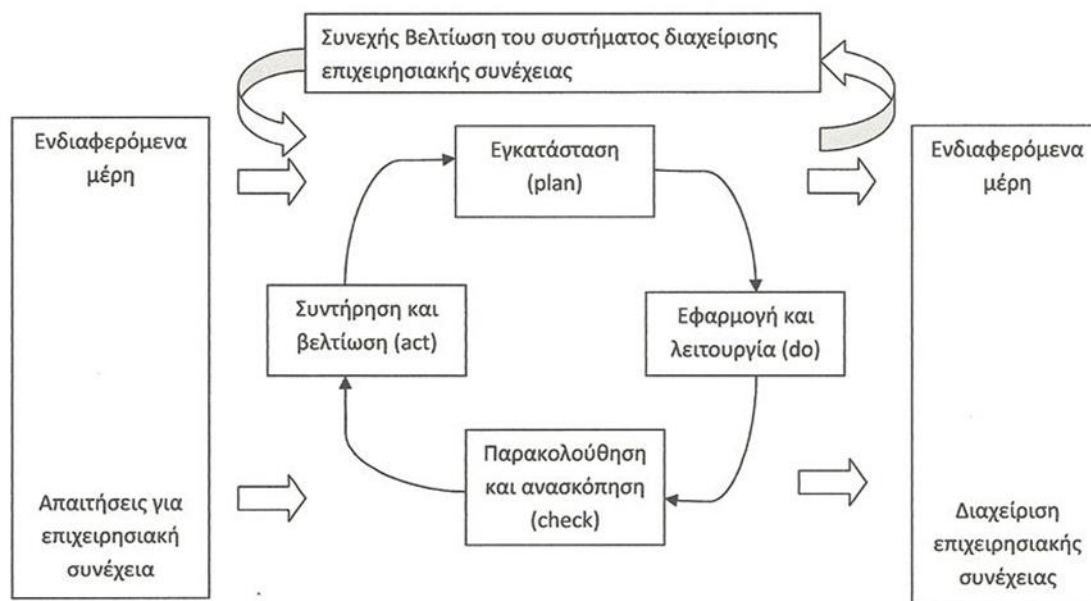 Συνεχής Βελτίωση του συστήματος διαχείρισης
επιχειρησιακής συνέχειας
Ενδιαφερόμενα
μέρη
Απαιτήσεις για
επιχειρησιακή
συνέχεια
Εγκατάσταση
(plan)
Συντήρηση και
βελτίωση (act)
Εφαρμογή και
λειτουργία (do)
Παρακολούθηση
και ανασκόπηση
(check)
Ενδιαφερόμενα
μέρη
Διαχείριση
επιχειρησιακής
συνέχειας